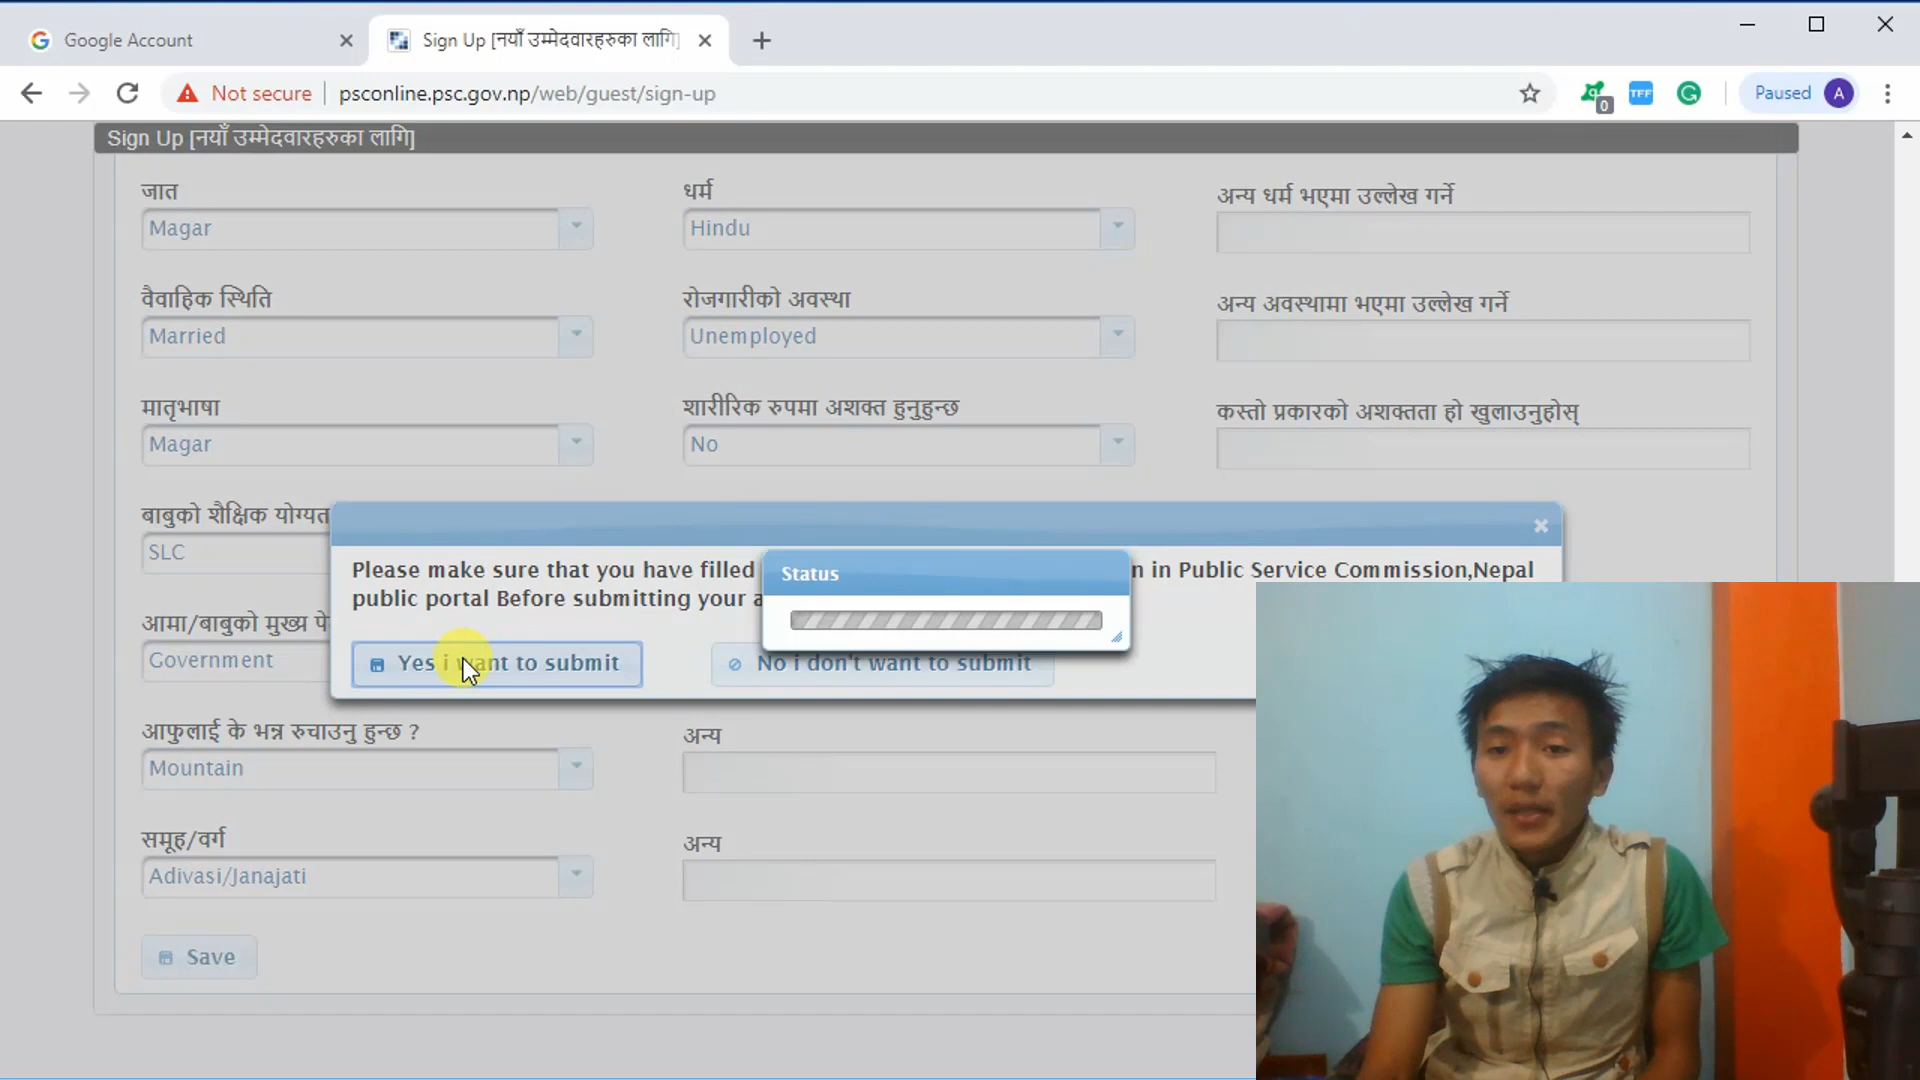 Google Account
Sign Up [नयाँ उम्मेदवारहरुका लागि]
Not secure
psconline.psc.gov.np/web/guest/sign-up
0
TFF
Paused
A
Sign Up [नयाँ उम्मेदवारहरुका लागि]
जात
धर्म
अन्य धर्म भएमा उल्लेख गर्ने
Magar
Hindu
वैवाहिक स्थिति
रोजगारीको अवस्था
अन्य अवस्थामा भएमा उल्लेख गर्ने
Married
Unemployed
मातृभाषा
शारीरिक रुपमा अशक्त हुनुहुन्छ
कस्तो प्रकारको अशक्तता हो खुलाउनुहोस्
Magar
No
बाबुको शैक्षिक
SLC
Please make sure that you have filled
in Public Service Commission,Nepal
public portal Before submitting your
Status
आमा/बाबुको मुख्य
Government
Yes i want to submit
No i don't want to submit
आफुलाई के भन्न रुचाउनु हुन्छ ?
अन्य
Mountain
समूह/वर्ग
अन्य
Adivasi/Janajati
Save